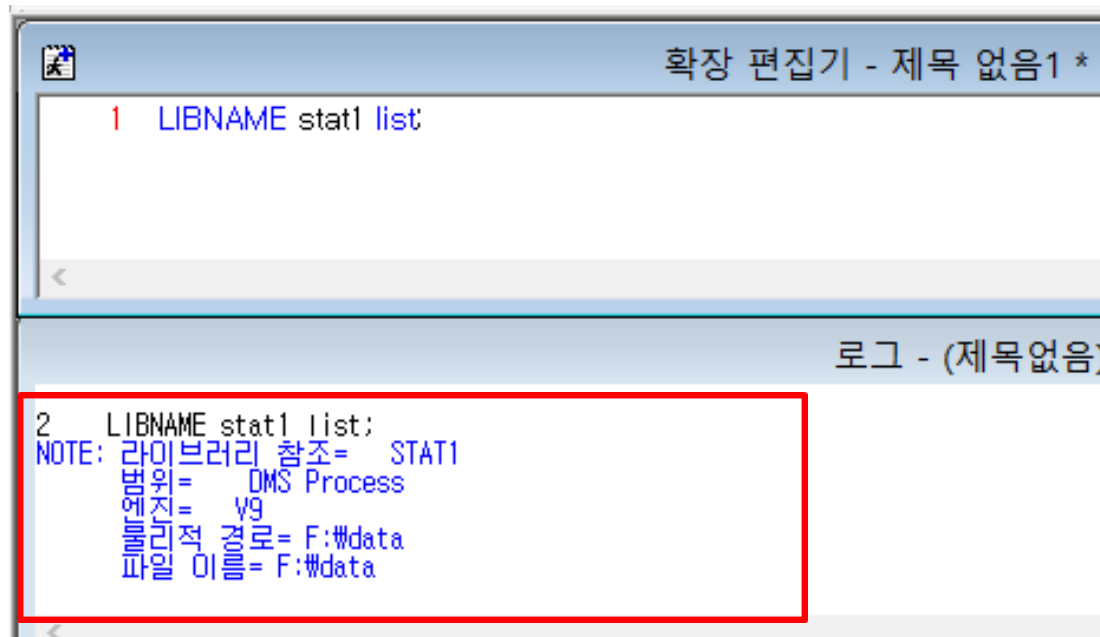 확장 편집기 - 제목 없음1 *
1 LIBNAME stat1 list;
로그 - (제목없음)
2 LIBNAME stat1 list;
NOTE: 라이브러리 참조= STAT1
범위= DMS Process
엔진= V9
물리적 경로= F:₩data
파일 이름= F:₩data